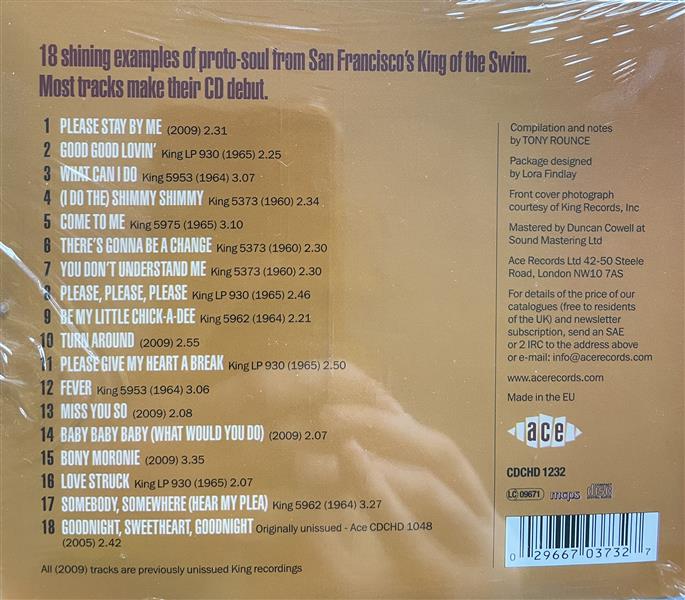 18 shining examples of proto-soul from San Francisco's King of the Swim.
Most tracks make their CD debut.
1 PLEASE STAY BY ME (2009) 2.31
2 GOOD GOOD LOVIN' King LP 930 (1965) 2.25
3 WHAT CAN I DO King 5953 (1964) 3.07
4 (I DO THE) SHIMMY SHIMMY King 5373 (1960) 2.34
5 COME TO ME King 5975 (1965) 3.10
6 THERE'S GONNA BE A CHANGE King 5373 (1960) 2.30
7 YOU DON'T UNDERSTAND ME King 5373 (1960) 2.30
8 PLEASE, PLEASE, PLEASE King LP 930 (1965) 2.46
9 BE MY LITTLE CHICK-A-DEE King 5962 (1964) 2.21
10 TURN AROUND (2009) 2.55
11 PLEASE GIVE MY HEART A BREAK King LP 930 (1965) 2.50
12 FEVER King 5953 (1964) 3.06
13 MISS YOU SO (2009) 2.08
14 BABY BABY BABY (WHAT WOULD YOU DO) (2009) 2.07
15 BONY MORONIE (2009) 3.35
16 LOVE STRUCK King LP 930 (1965) 2.07
17 SOMEBODY, SOMEWHERE (HEAR MY PLEA) King 5962 (1964) 3.27
18 GOODNIGHT, SWEETHEART, GOODNIGHT Originally unissued - Ace CDCHD 1048
(2005) 2.42
All (2009) tracks are previously unissued King recordings
Compilation and notes
by TONY ROUNCE
Package designed
by Lora Findlay
Front cover photograph
courtesy of King Records, Inc
Mastered by Duncan Cowell at
Sound Mastering Ltd
Ace Records Ltd 42-50 Steele
Road, London NW10 7AS
For details of the price of our
catalogues (free to residents
of the UK) and newsletter
subscription, send an SAE
or 2 IRC to the address above
or e-mail: info@acerecords.com
www.acerecords.com
Made in the EU
ace
CDCHD 1232
LC 09671 mcps
0 29667 03732 7